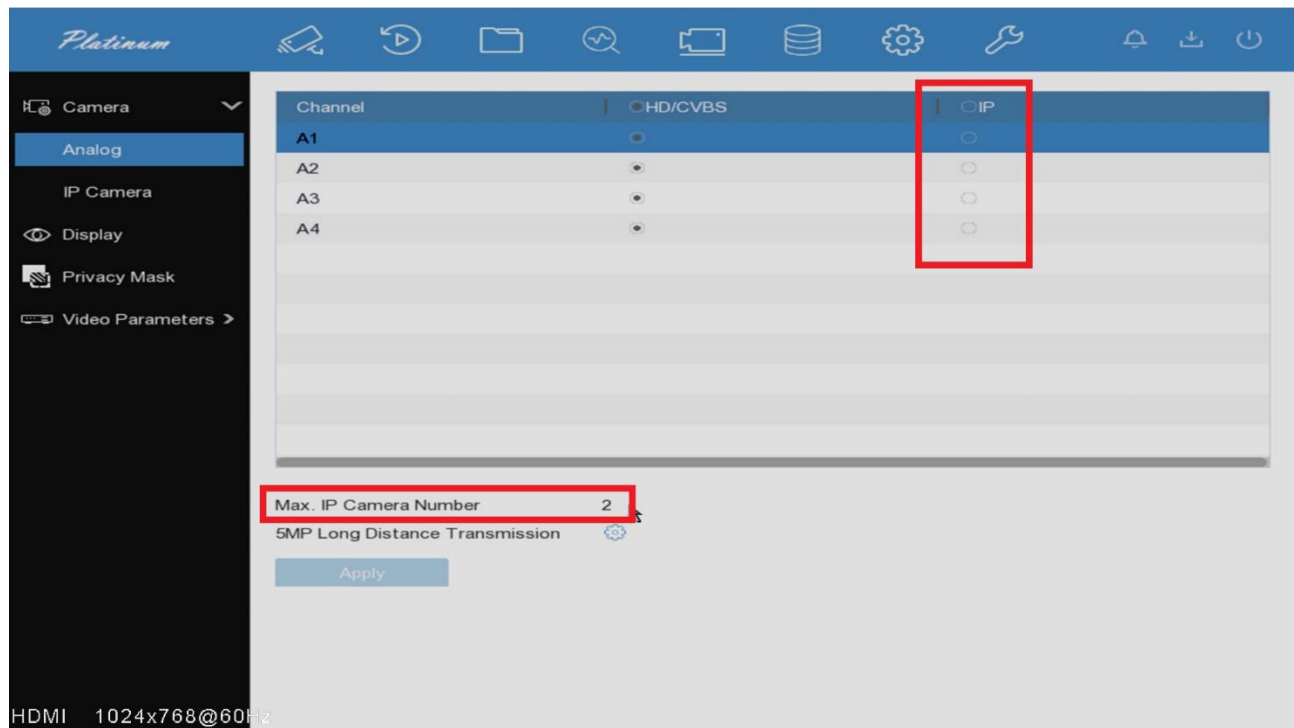 Platinum
Camera
Analog
IP Camera
Display
Privacy Mask
Video Parameters >
Channel HD/CVBS IP
A1
A2
A3
A4
Max. IP Camera Number 2
5MP Long Distance Transmission
Apply
HDMI 1024x768@60Hz